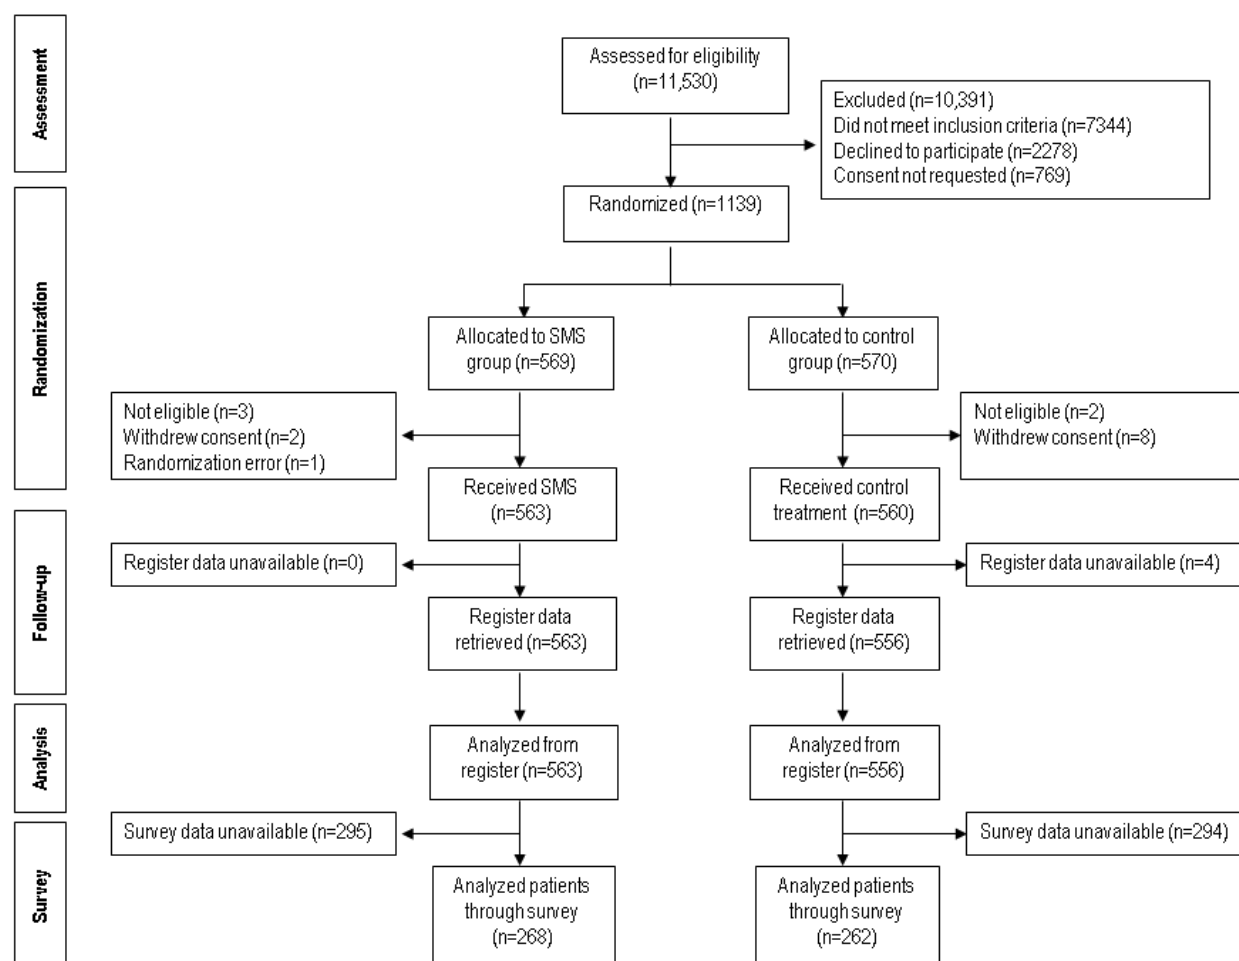 Assessment
Assessed for eligibility
(n=11,530)
Excluded (n=10,391)
Did not meet inclusion criteria (n=7344)
Declined to participate (n=2278)
Consent not requested (n=769)
Randomization
Randomized (n=1139)
Allocated to SMS
group (n=569)
Allocated to control
group (n=570)
Not eligible (n=3)
Withdrew consent (n=2)
Randomization error (n=1)
Not eligible (n=2)
Withdrew consent (n=8)
Received SMS
(n=563)
Received control
treatment (n=560)
Follow-up
Register data unavailable (n=0)
Register data unavailable (n=4)
Register data
retrieved (n=563)
Register data
retrieved (n=556)
Analysis
Analyzed from
register (n=563)
Analyzed from
register (n=556)
Survey
Survey data unavailable (n=295)
Survey data unavailable (n=294)
Analyzed patients
through survey
(n=268)
Analyzed patients
through survey
(n=262)